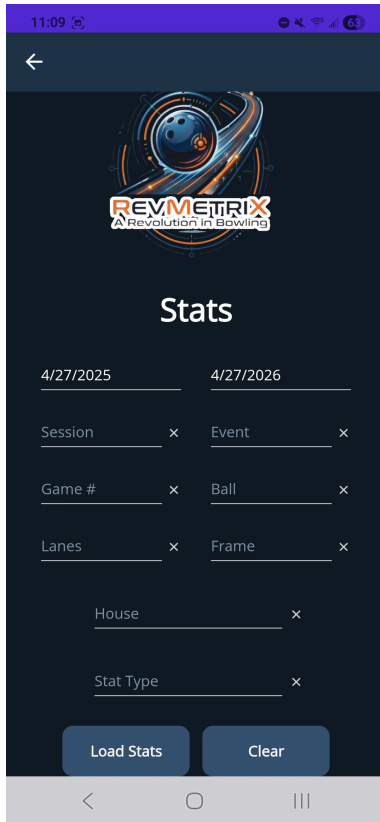 11:09
63
REVMETRIX
A Revolution in Bowling
Stats
4/27/2025 4/27/2026
Session × Event ×
Game # × Ball ×
Lanes × Frame ×
House ×
Stat Type ×
Load Stats Clear